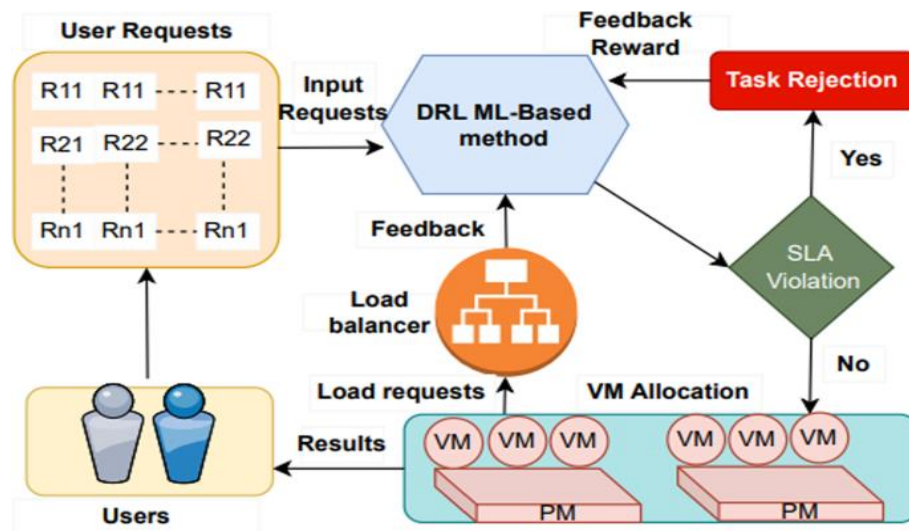 User Requests
R11 R11 R11
R21 R22 R22
Rn1 Rn1 Rn1
Input
Requests
DRL ML-Based
method
Feedback
Reward
Task Rejection
Yes
SLA
Violation
No
Feedback
Load
balancer
Load requests
VM Allocation
VM VM VM VM VM VM
PM PM
Results
Users